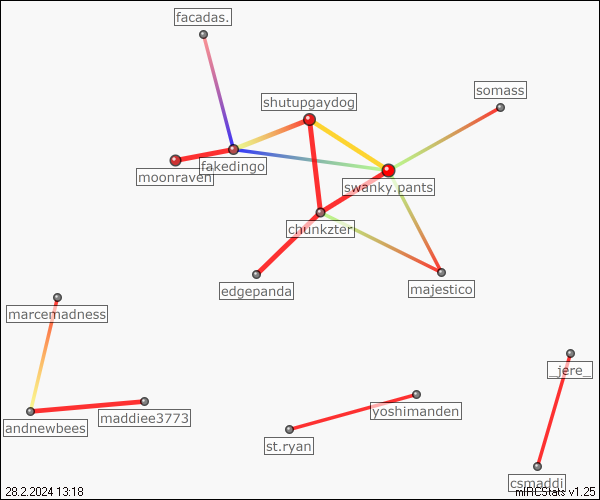 facadas.
somass
shutupgaydog
fakedingo
moonraven
swanky.pants
chunkzter
edgepanda
majestico
marcemadness
_jere_
maddiee3773
yoshimanden
andnewbees
st.ryan
csmaddi
28.2.2024 13:18
mIRCStats v1.25